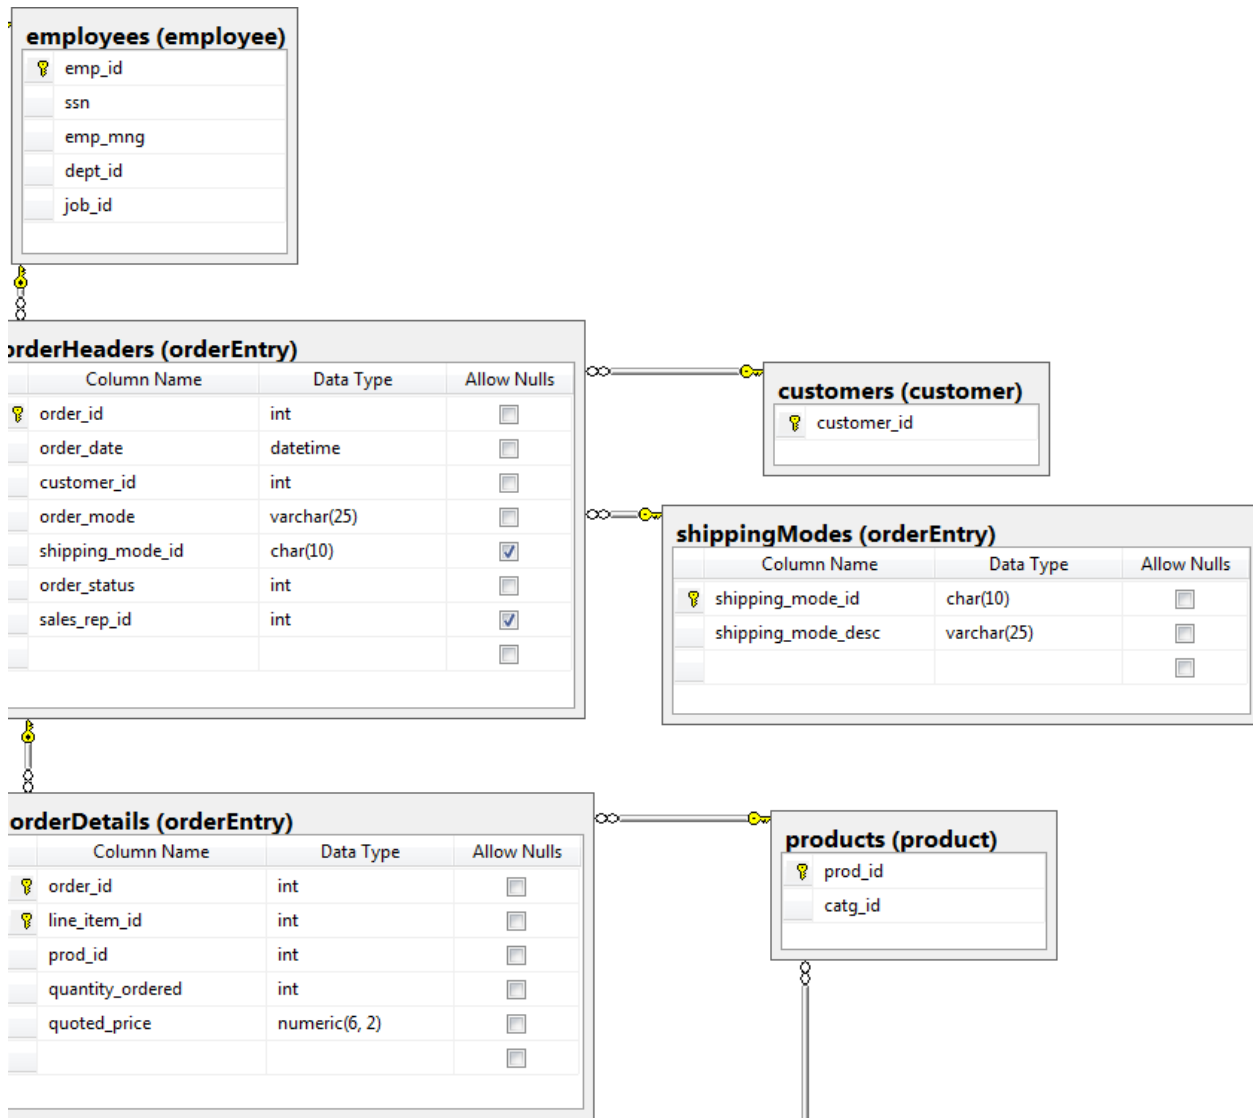 employees (employee)
emp_id
ssn
emp_mng
dept_id
job_id
orderHeaders (orderEntry)
Column Name Data Type Allow Nulls
order_id int
order_date datetime
customer_id int
order_mode varchar(25)
shipping_mode_id char(10)
order_status int
sales_rep_id int
customers (customer)
customer_id
shippingModes (orderEntry)
Column Name Data Type Allow Nulls
shipping_mode_id char(10)
shipping_mode_desc varchar(25)
orderDetails (orderEntry)
Column Name Data Type Allow Nulls
order_id int
line_item_id int
prod_id int
quantity_ordered int
quoted_price numeric(6, 2)
products (product)
prod_id
catg_id